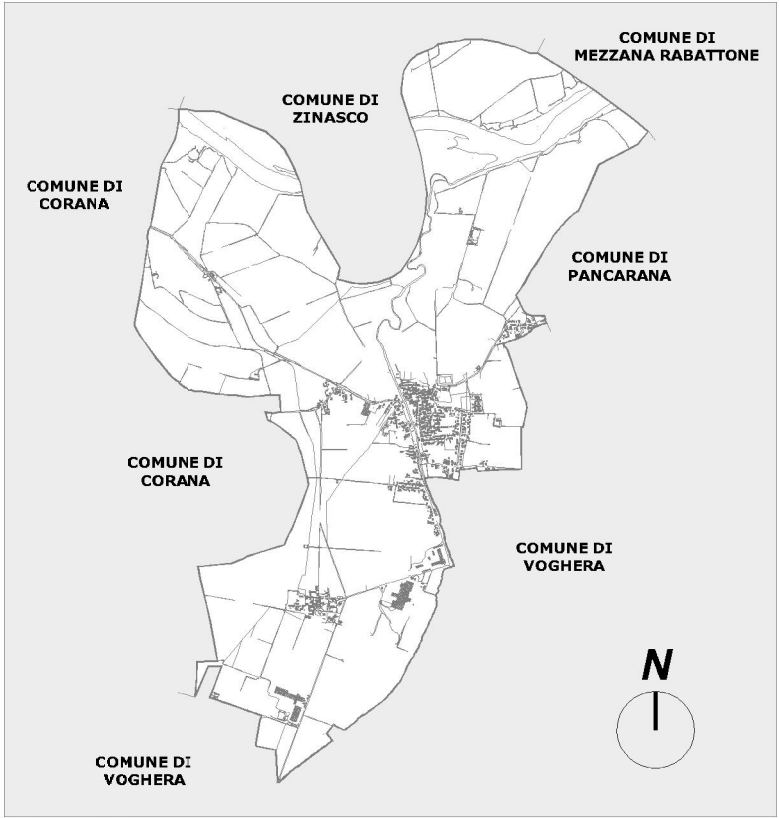 COMUNE DI
MEZZANA RABATTONE
COMUNE DI
ZINASCO
COMUNE DI
CORANA
COMUNE DI
PANCARANA
COMUNE DI
CORANA
COMUNE DI
VOGHERA
N
COMUNE DI
VOGHERA